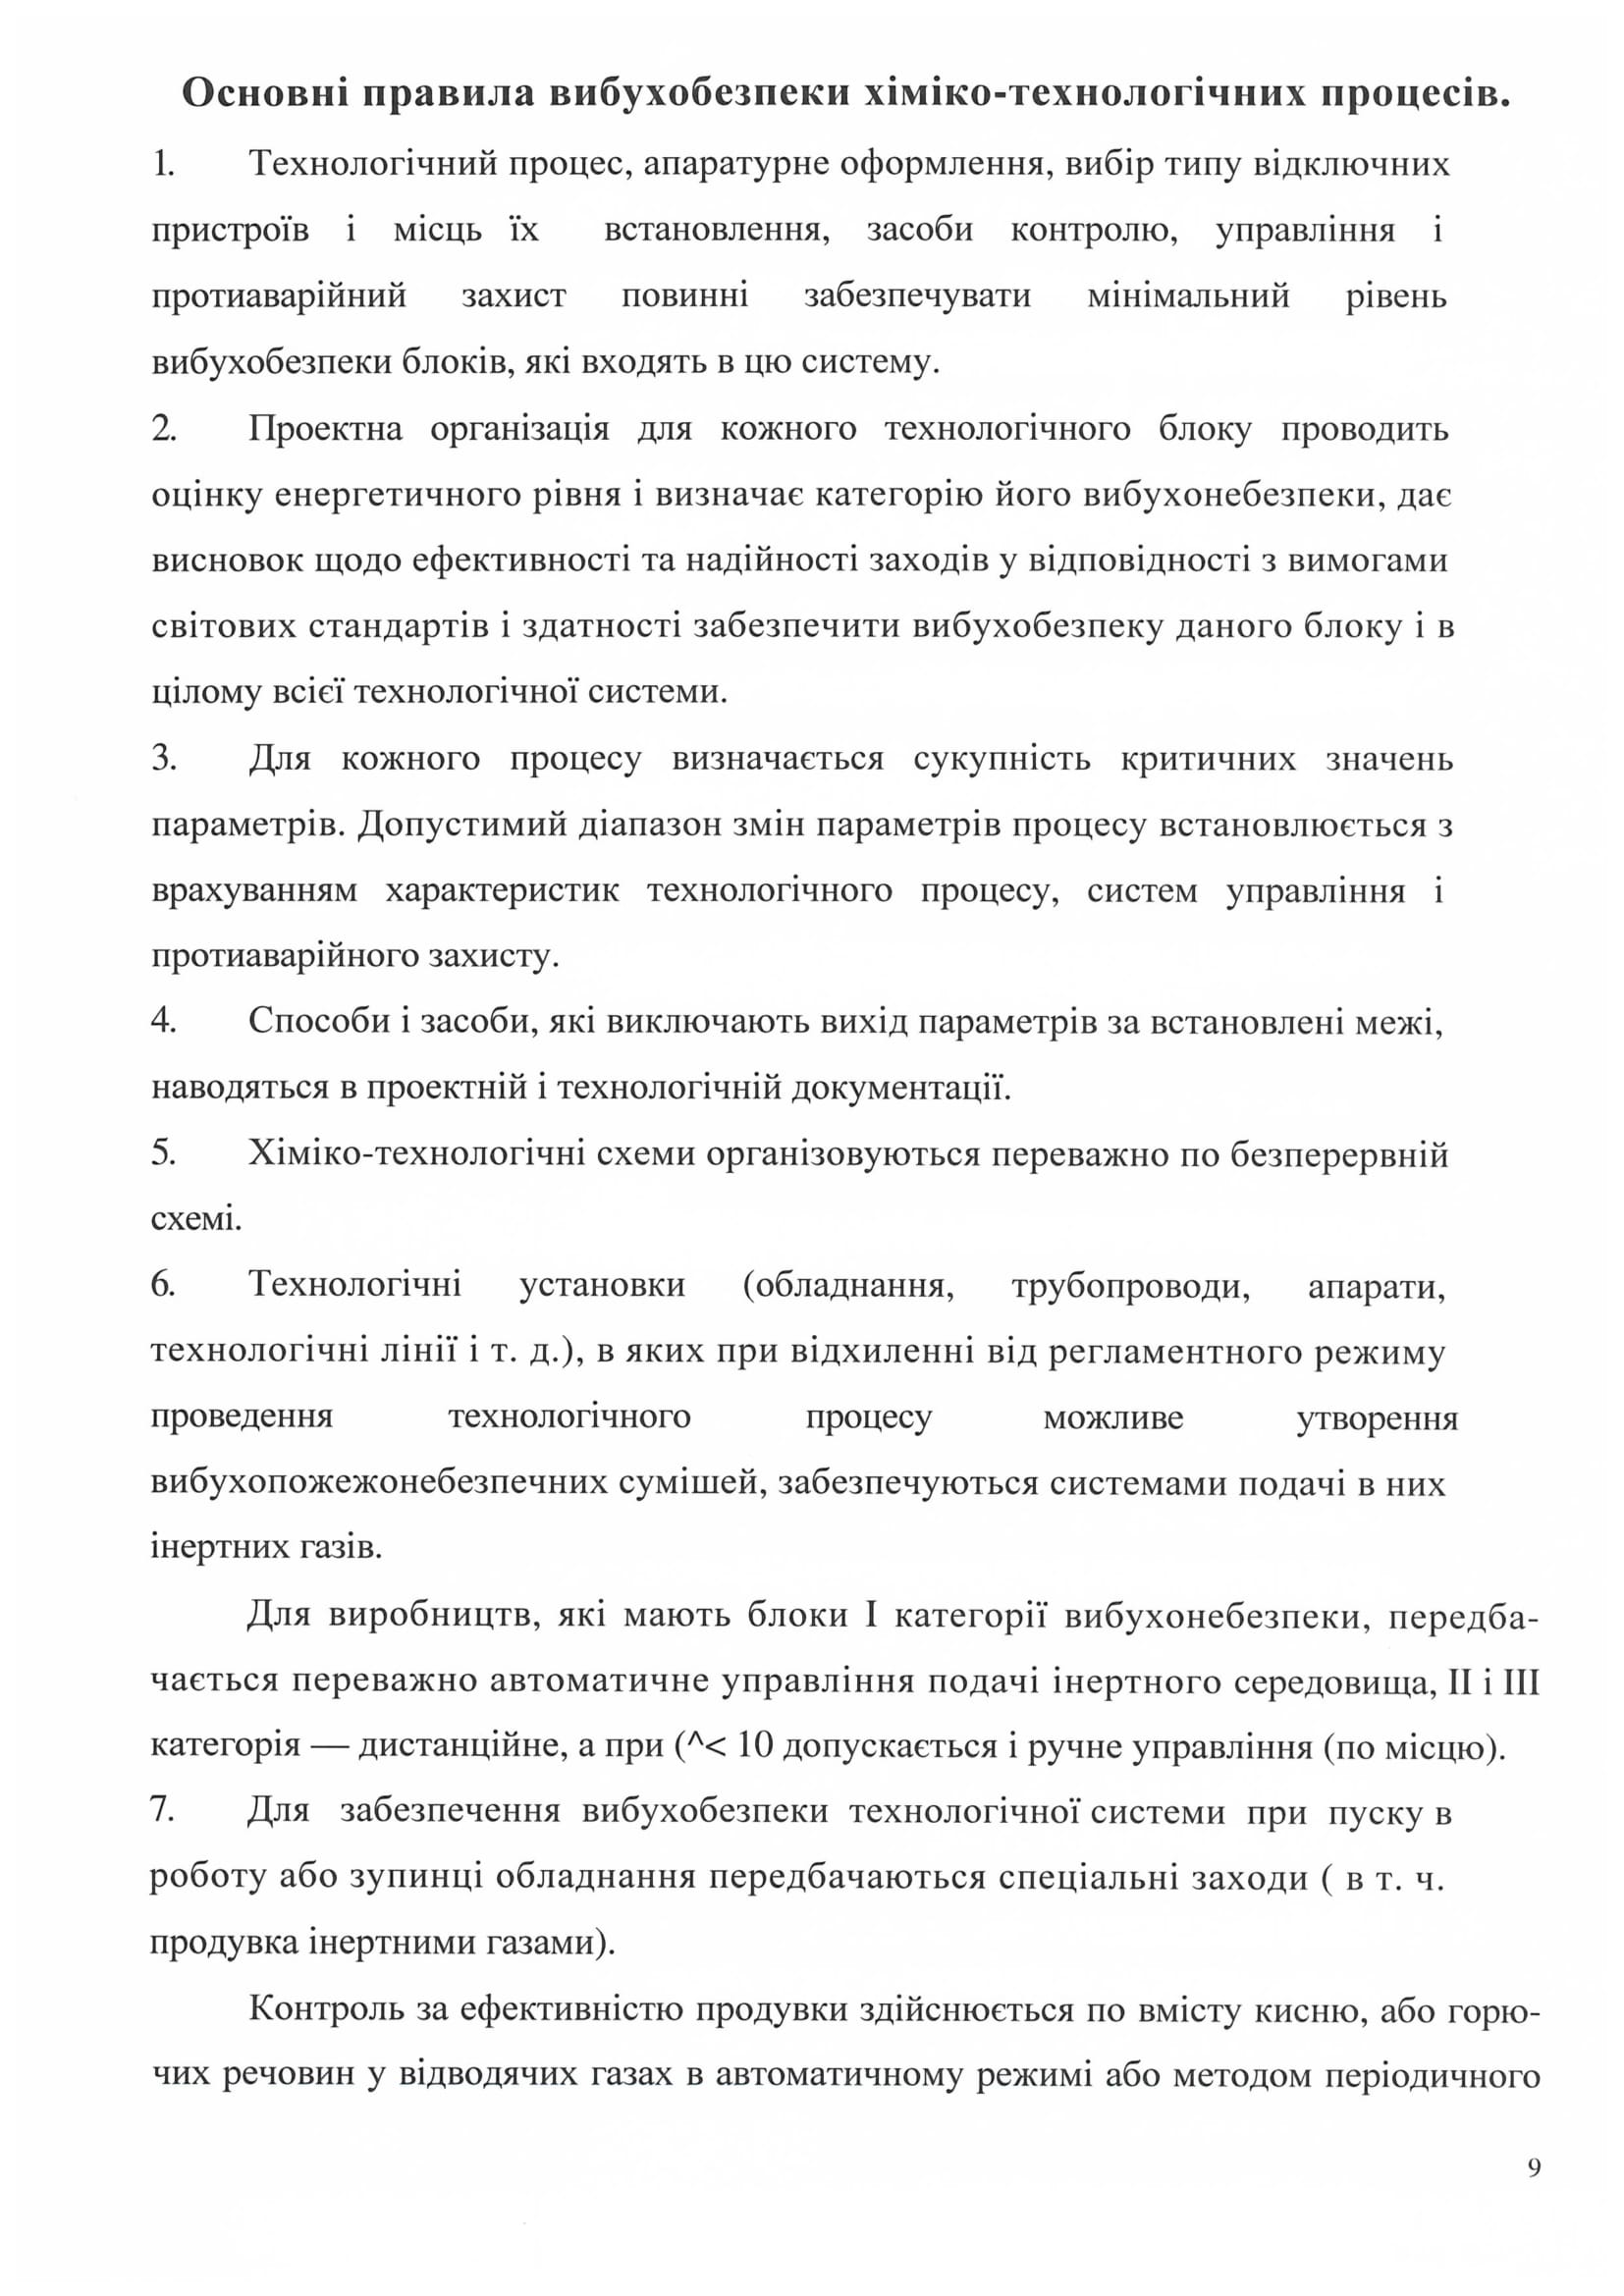 Основні правила вибухобезпеки хіміко-технологічних процесів.
1. Технологічний процес, апаратурне оформлення, вибір типу відключних
пристроїв і місць їх встановлення, засоби контролю, управління і
протиаварійний захист повинні забезпечувати мінімальний рівень
вибухобезпеки блоків, які входять в цю систему.
2. Проектна організація для кожного технологічного блоку проводить
оцінку енергетичного рівня і визначає категорію його вибухонебезпеки, дає
висновок щодо ефективності та надійності заходів у відповідності з вимогами
світових стандартів і здатності забезпечити вибухобезпеку даного блоку і в
цілому всієї технологічної системи.
3. Для кожного процесу визначається сукупність критичних значень
параметрів. Допустимий діапазон змін параметрів процесу встановлюється з
врахуванням характеристик технологічного процесу, систем управління і
протиаварійного захисту.
4. Способи і засоби, які виключають вихід параметрів за встановлені межі,
наводяться в проектній і технологічній документації.
5. Хіміко-технологічні схеми організовуються переважно по безперервній
схемі.
6. Технологічні установки (обладнання, трубопроводи, апарати,
технологічні лінії і т. д.), в яких при відхиленні від регламентного режиму
проведення технологічного процесу можливе утворення
вибухопожежонебезпечних сумішей, забезпечуються системами подачі в них
інертних газів.
Для виробництв, які мають блоки І категорії вибухонебезпеки, передба-
чається переважно автоматичне управління подачі інертного середовища, II і III
категорія — дистанційне, а при (^< 10 допускається і ручне управління (по місцю).
7. Для забезпечення вибухобезпеки технологічної системи при пуску в
роботу або зупинці обладнання передбачаються спеціальні заходи ( в т. ч.
продувка інертними газами).
Контроль за ефективністю продувки здійснюється по вмісту кисню, або горю-
чих речовин у відводячих газах в автоматичному режимі або методом періодичного
9